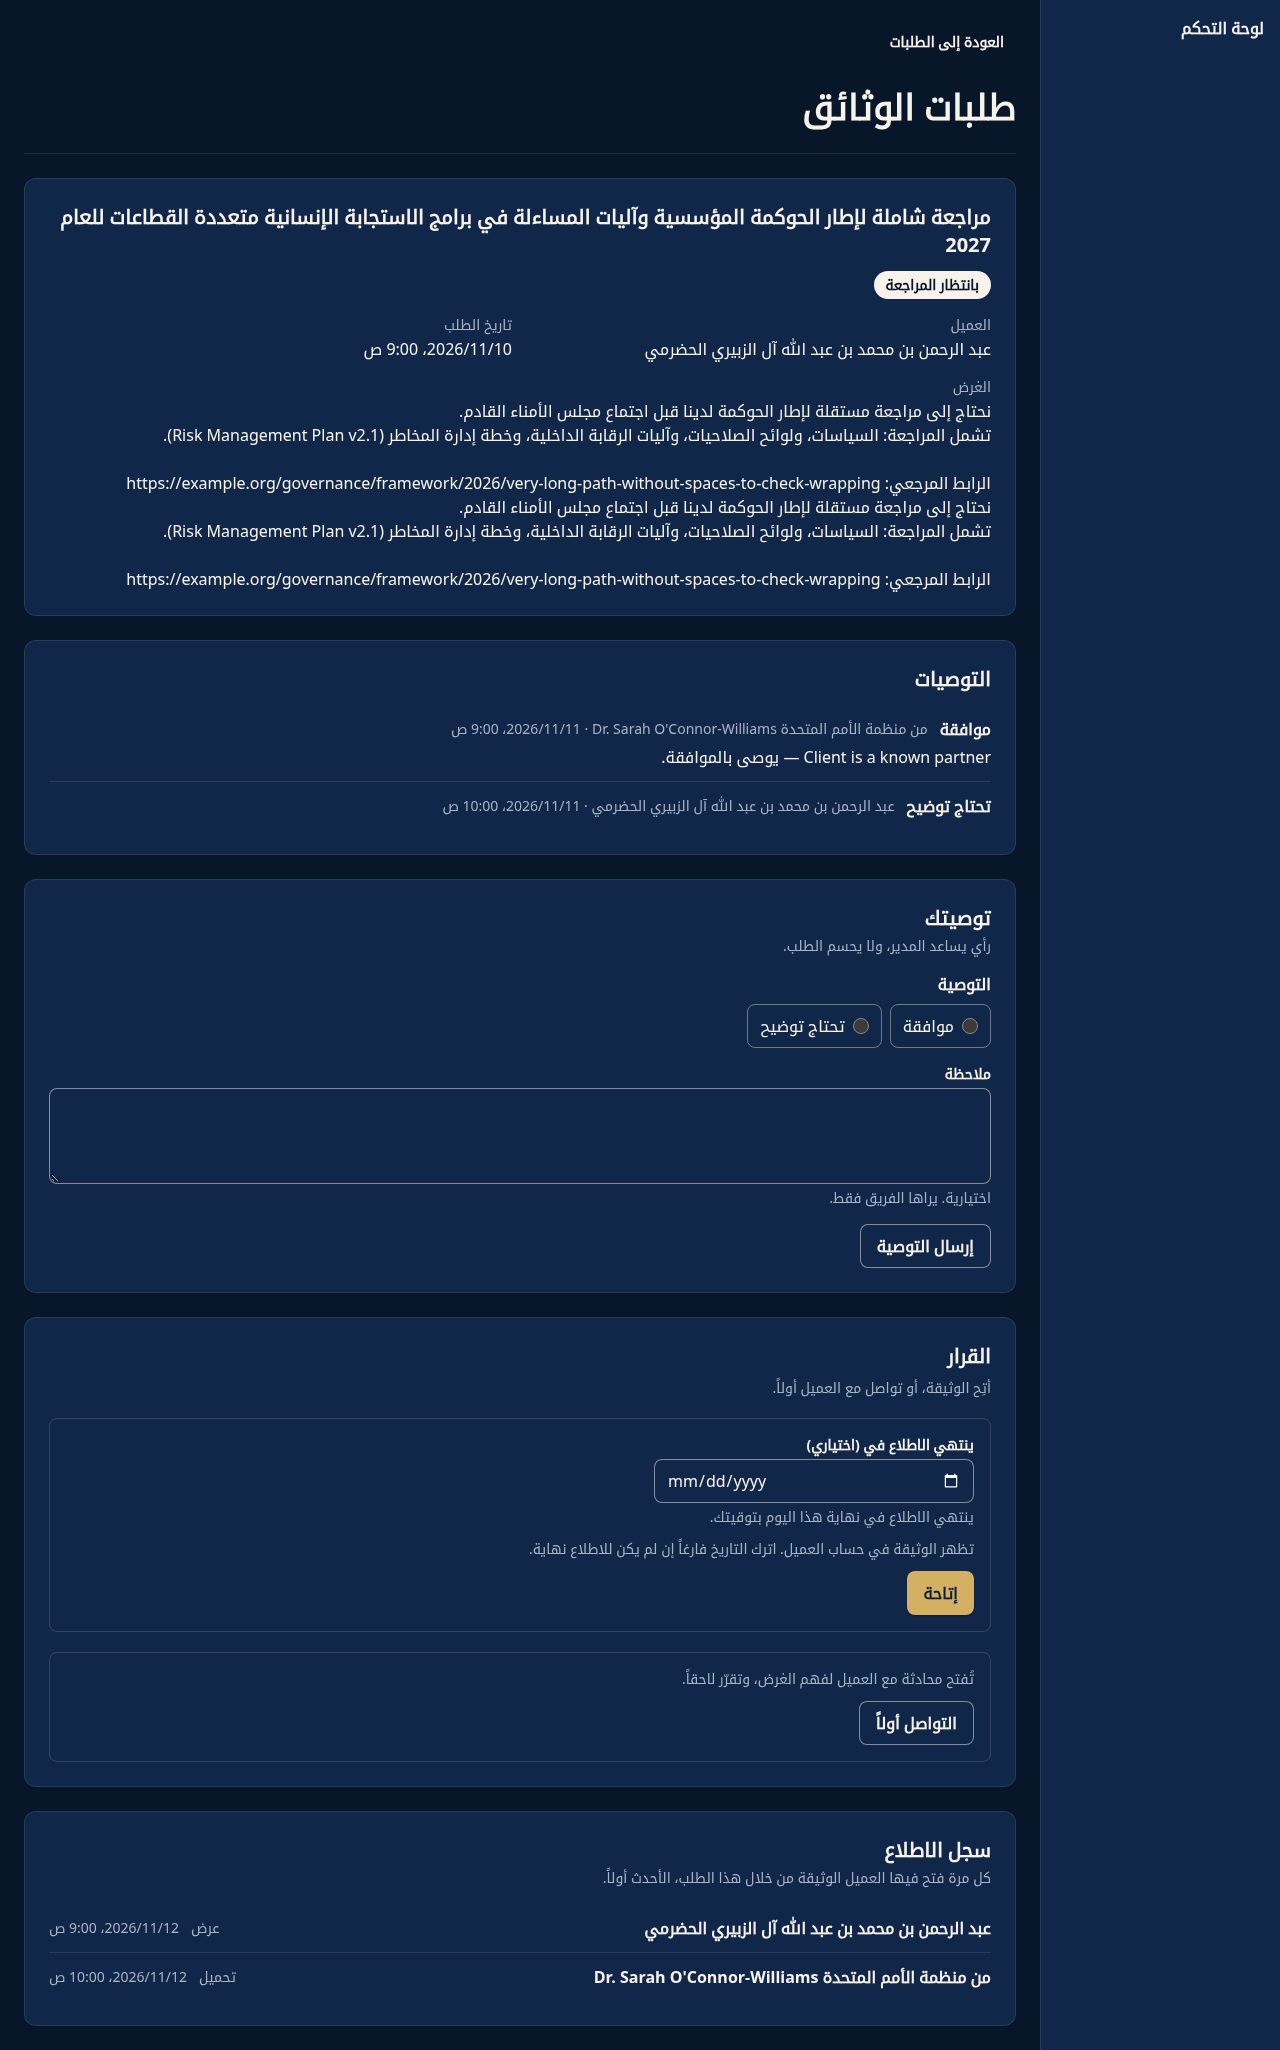 لوحة التحكم
العودة إلى الطلبات
طلبات الوثائق
مراجعة شاملة لإطار الحوكمة المؤسسية وآليات المساءلة في برامج الاستجابة الإنسانية متعددة القطاعات للعام
2027
بانتظار المراجعة
العميل
عبد الرحمن بن محمد بن عبد الله آل الزبيري الحضرمي
تاريخ الطلب
2026/11/10، 9:00 ص
الغرض
نحتاج إلى مراجعة مستقلة لإطار الحوكمة لدينا قبل اجتماع مجلس الأمناء القادم.
تشمل المراجعة: السياسات، ولوائح الصلاحيات، وآليات الرقابة الداخلية، وخطة إدارة المخاطر (Risk Management Plan v2.1).
الرابط المرجعي: https://example.org/governance/framework/2026/very-long-path-without-spaces-to-check-wrapping
نحتاج إلى مراجعة مستقلة لإطار الحوكمة لدينا قبل اجتماع مجلس الأمناء القادم.
تشمل المراجعة: السياسات، ولوائح الصلاحيات، وآليات الرقابة الداخلية، وخطة إدارة المخاطر (Risk Management Plan v2.1).
الرابط المرجعي: https://example.org/governance/framework/2026/very-long-path-without-spaces-to-check-wrapping
التوصيات
موافقة من منظمة الأمم المتحدة Dr. Sarah O'Connor-Williams · 2026/11/11، 9:00 ص
Client is a known partner — يوصى بالموافقة.
تحتاج توضيح عبد الرحمن بن محمد بن عبد الله آل الزبيري الحضرمي · 2026/11/11، 10:00 ص
توصيتك
رأي يساعد المدير، ولا يحسم الطلب.
التوصية
موافقة
تحتاج توضيح
ملاحظة
اختيارية. يراها الفريق فقط.
إرسال التوصية
القرار
أتِح الوثيقة، أو تواصل مع العميل أولاً.
ينتهي الاطلاع في (اختياري)
mm/dd/yyyy
ينتهي الاطلاع في نهاية هذا اليوم بتوقيتك.
تظهر الوثيقة في حساب العميل. اترك التاريخ فارغاً إن لم يكن للاطلاع نهاية.
إتاحة
تُفتح محادثة مع العميل لفهم الغرض، وتقرّر لاحقاً.
التواصل أولاً
سجل الاطلاع
كل مرة فتح فيها العميل الوثيقة من خلال هذا الطلب، الأحدث أولاً.
عبد الرحمن بن محمد بن عبد الله آل الزبيري الحضرمي
عرض 2026/11/12، 9:00 ص
من منظمة الأمم المتحدة Dr. Sarah O'Connor-Williams
تحميل 2026/11/12، 10:00 ص